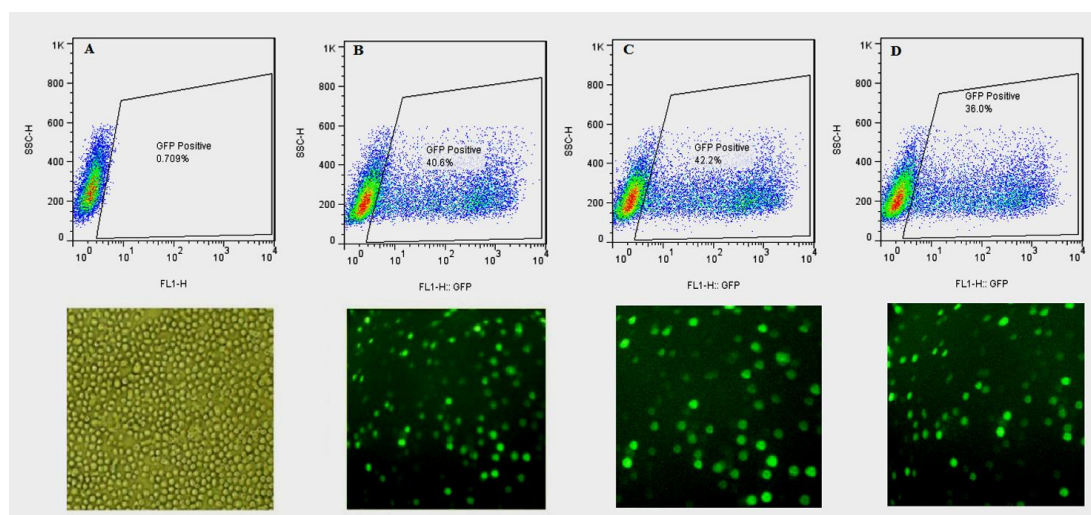 A
1K
800
600
400
200
0
SSC-H
GFP Positive
0.709%
10^0
10^1
10^2
10^3
10^4
FL1-H
B
1K
800
600
400
200
0
SSC-H
GFP Positive
40.6%
10^0
10^1
10^2
10^3
10^4
FL1-H:: GFP
C
1K
800
600
400
200
0
SSC-H
GFP Positive
42.2%
10^0
10^1
10^2
10^3
10^4
FL1-H:: GFP
D
1K
800
600
400
200
0
SSC-H
GFP Positive
36.0%
10^0
10^1
10^2
10^3
10^4
FL1-H:: GFP